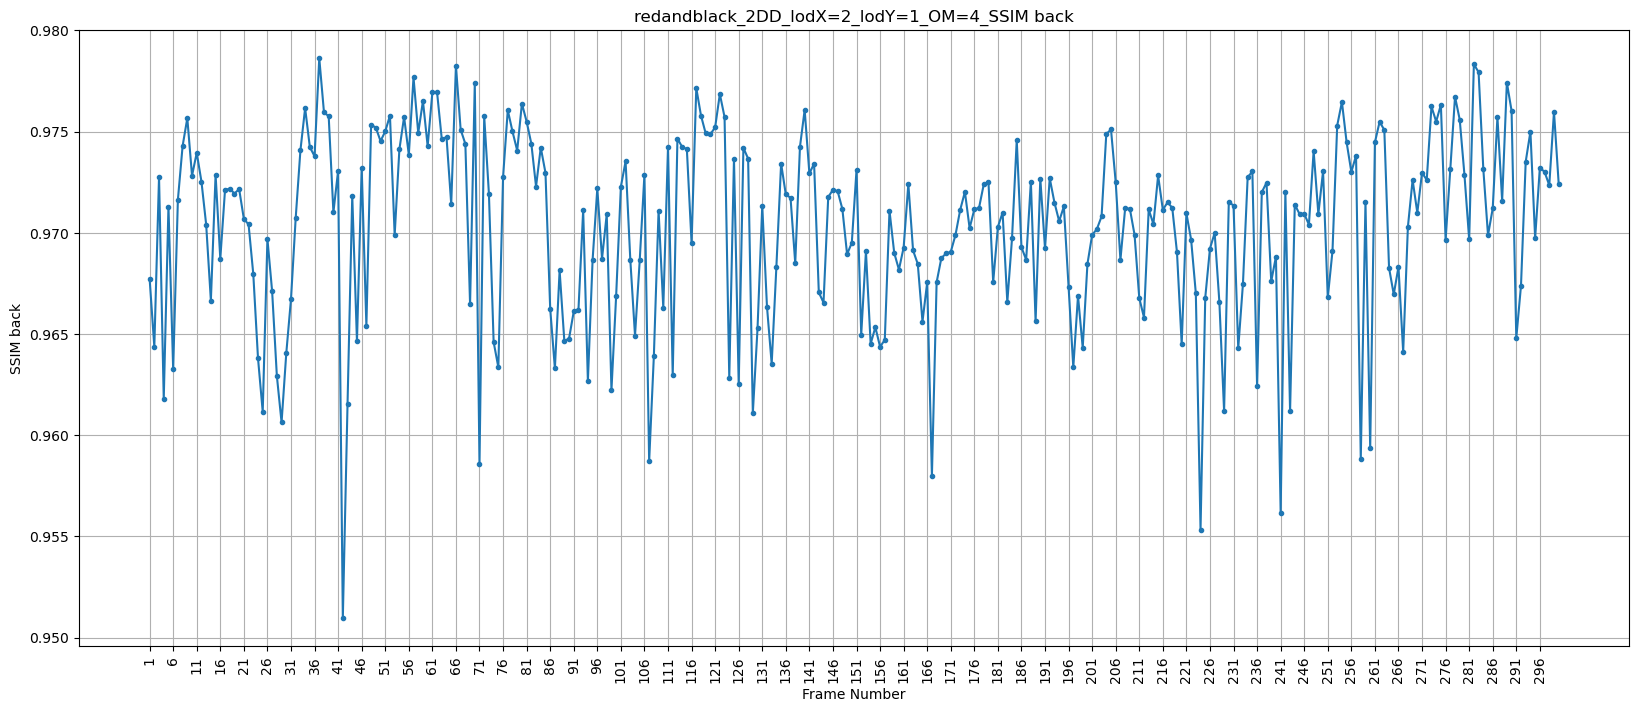 redandblack_2DD_lodX=2_lodY=1_OM=4_SSIM back
0.980
0.975
0.970
0.965
0.960
0.955
0.950
SSIM back
1 6 11 16 21 26 31 36 41 46 51 56 61 66 71 76 81 86 91 96 101 106 111 116 121 126 131 136 141 146 151 156 161 166 171 176 181 186 191 196 201 206 211 216 221 226 231 236 241 246 251 256 261 266 271 276 281 286 291 296
Frame Number